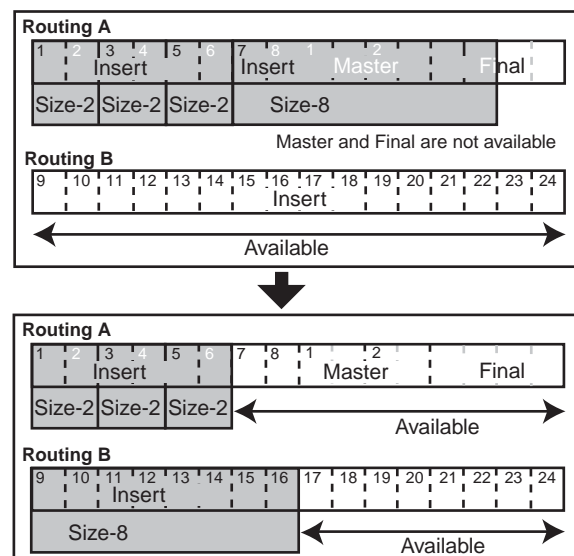 Routing A
1 2 3 4 5 6 7 8 1 2
Insert Insert Master Final
Size-2 Size-2 Size-2 Size-8
Master and Final are not available
Routing B
9 10 11 12 13 14 15 16 17 18 19 20 21 22 23 24
Insert
Available
Routing A
1 2 3 4 5 6 7 8 1 2
Insert Master Final
Size-2 Size-2 Size-2
Available
Routing B
9 10 11 12 13 14 15 16 17 18 19 20 21 22 23 24
Insert
Size-8
Available